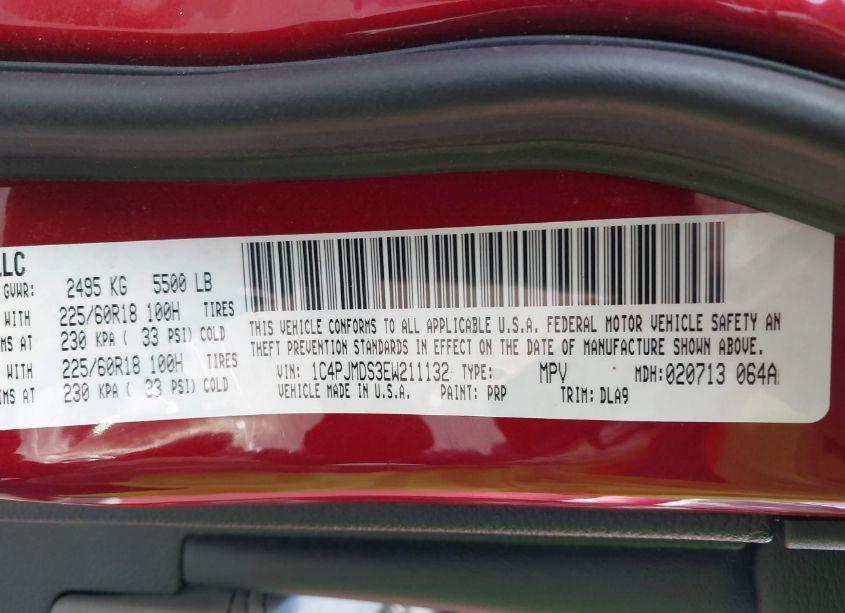 LLC
GVWR: 2495 KG 5500 LB
WITH 225/60R18 100H TIRES
AT 230 KPA ( 33 PSI) COLD
WITH 225/60R18 100H TIRES
AT 230 KPA ( 33 PSI) COLD
THIS VEHICLE CONFORMS TO ALL APPLICABLE U.S.A. FEDERAL MOTOR VEHICLE SAFETY AN
THEFT PREVENTION STANDARDS IN EFFECT ON THE DATE OF MANUFACTURE SHOWN ABOVE.
VIN: 1C4PJMDS3EW211132 TYPE: MPV MDH: 020713 064A
VEHICLE MADE IN U.S.A. PAINT: PRP TRIM: DLA9